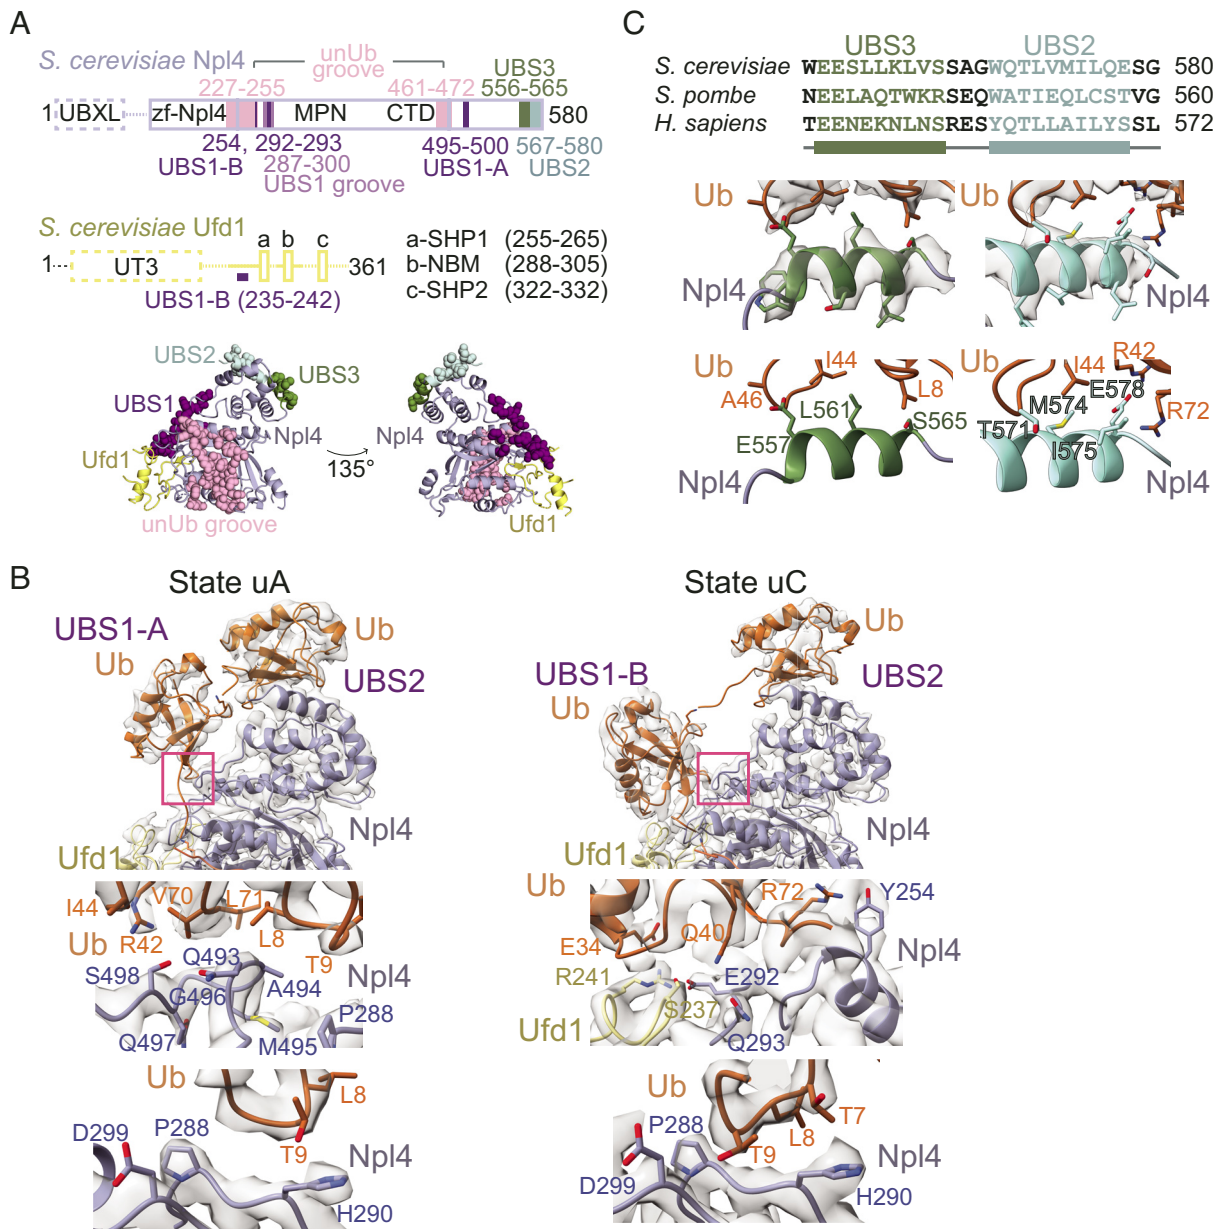 A
S. cerevisiae Npl4
unUb
groove
227-255
461-472
UBS3
556-565
1
UBXL
zf-Npl4
MPN
CTD
580
254, 292-293
UBS1-B
287-300
UBS1 groove
495-500
UBS1-A
567-580
UBS2
S. cerevisiae Ufd1
a
b
c
1
UT3
361
UBS1-B (235-242)
a-SHP1 (255-265)
b-NBM (288-305)
c-SHP2 (322-332)
UBS2
UBS3
UBS1
Npl4
Ufd1
unUb groove
135°
Npl4
Ufd1
C
UBS3 UBS2
S. cerevisiae WEESLLKLVSSAGWQTLVMILQESG 580
S. pombe NEELAQTWKRSEQWATIEQLCSTVG 560
H. sapiens TEENEKNLNSRESYQTLLAILYSSL 572
Ub
Npl4
Ub
Npl4
Ub
I44
A46
L8
L561
S565
E557
Npl4
Ub
R42
I44
E578
M574
R72
T571
I575
Npl4
B
State uA
UBS1-A
Ub
Ub
UBS2
Npl4
Ufd1
State uC
UBS1-B
Ub
Ub
UBS2
Npl4
Ufd1
V70
L71
I44
R42
L8
Ub
T9
Q493
Npl4
S498
G496
A494
P288
Q497
M495
Ub
L8
P288
D299
T9
Npl4
H290
Ub
R72
Y254
E34
Q40
Npl4
R241
E292
S237
Ufd1
Q293
Ub
T7
P288
L8
T9
Npl4
D299
H290